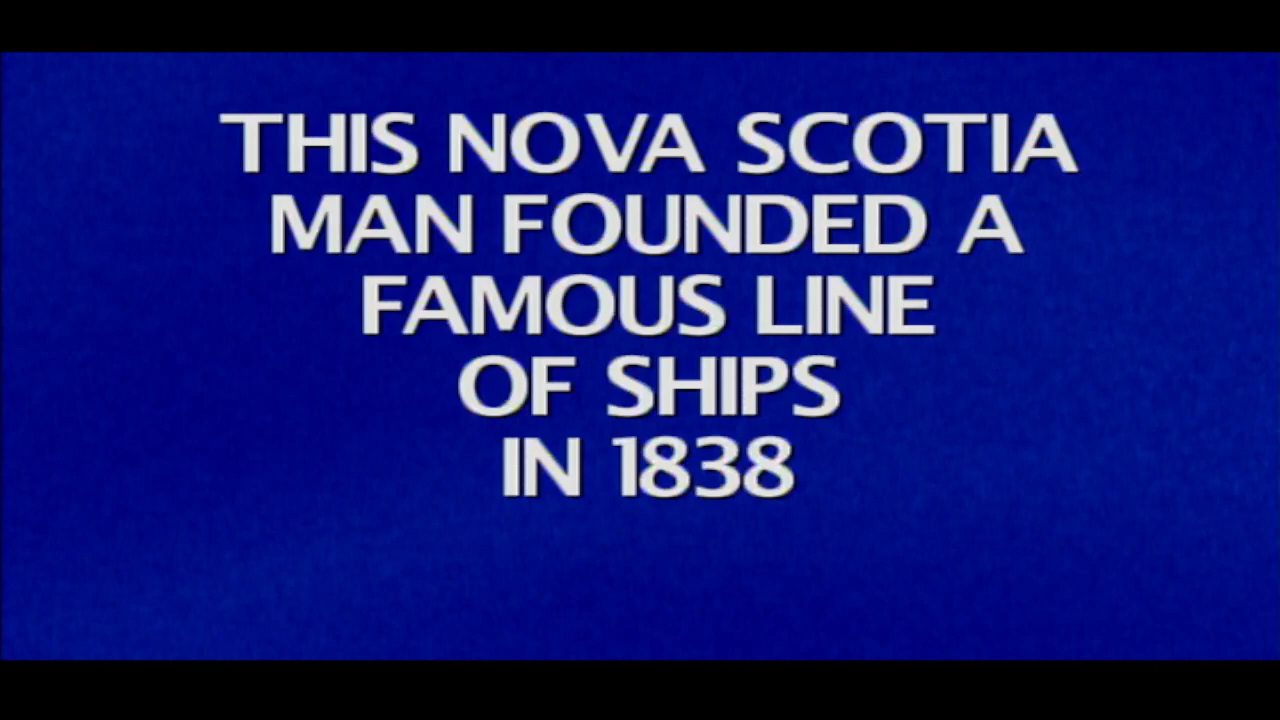 THIS NOVA SCOTIA
MAN FOUNDED A
FAMOUS LINE
OF SHIPS
IN 1838